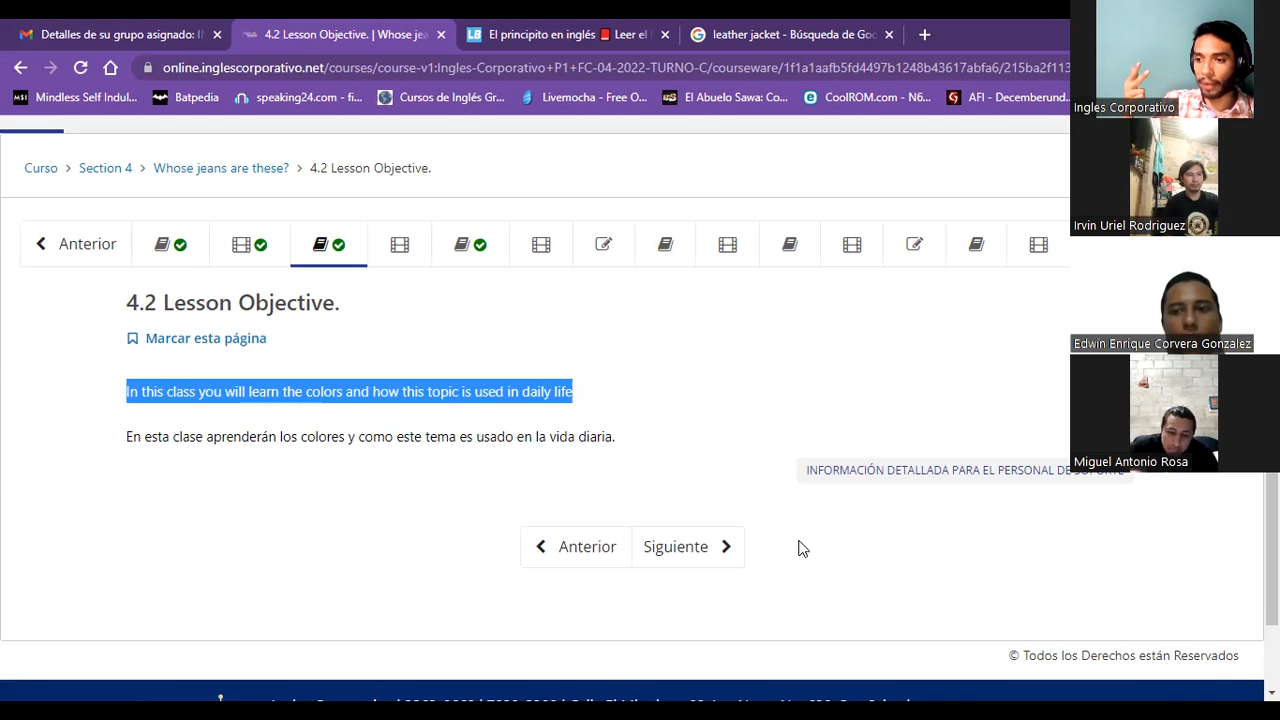 Detalles de su grupo asignado: I
4.2 Lesson Objective. | Whose jea
El principito en inglés 📕 Leer el
leather jacket - Búsqueda de Goo
online.inglescorporativo.net/courses/course-v1:Ingles-Corporativo+P1+FC-04-2022-TURNO-C/courseware/1f1a1aafb5fd4497b1248b43617abfa6/215ba2f113
Mindless Self Indul...
Batpedia
speaking24.com - fi...
Cursos de Inglés Gr...
Livemocha - Free O...
El Abuelo Sawa: Co...
CoolROM.com - N6...
AFI - Decemberund.
Ingles Corporativo
Irvin Uriel Rodriguez
Edwin Enrique Corvera Gonzalez
Miguel Antonio Rosa
Curso > Section 4 > Whose jeans are these? > 4.2 Lesson Objective.
Anterior
4.2 Lesson Objective.
Marcar esta página
In this class you will learn the colors and how this topic is used in daily life
En esta clase aprenderán los colores y como este tema es usado en la vida diaria.
INFORMACIÓN DETALLADA PARA EL PERSONAL DE SOPORTE
Anterior
Siguiente
© Todos los Derechos están Reservados